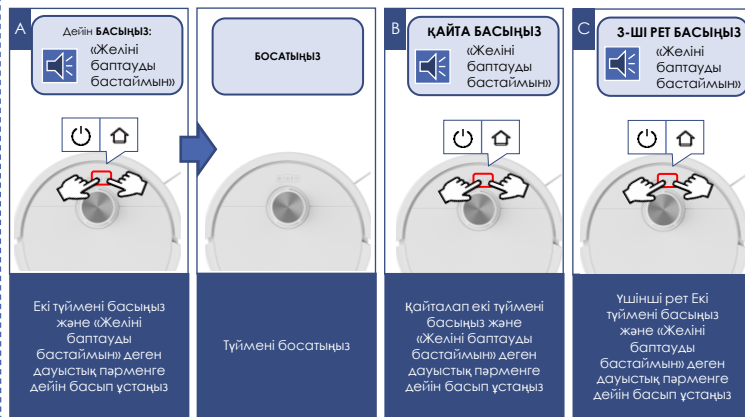 A
Дейін БАСЫҢЫЗ:
«Желіні
баптауды
бастаймын»
Екі түймені басыңыз
және «Желіні
баптауды
бастаймын» деген
дауыстық пәрменге
дейін басып ұстаңыз
БОСАТЫҢЫЗ
Түймені босатыңыз
B
ҚАЙТА БАСЫҢЫЗ
«Желіні
баптауды
бастаймын»
Қайталап екі түймені
басыңыз және
«Желіні баптауды
бастаймын» деген
дауыстық пәрменге
дейін басып ұстаңыз
C
3-ШІ РЕТ БАСЫҢЫЗ
«Желіні
баптауды
бастаймын»
Үшінші рет Екі
түймені басыңыз
және «Желіні
баптауды
бастаймын» деген
дауыстық пәрменге
дейін басып ұстаңыз